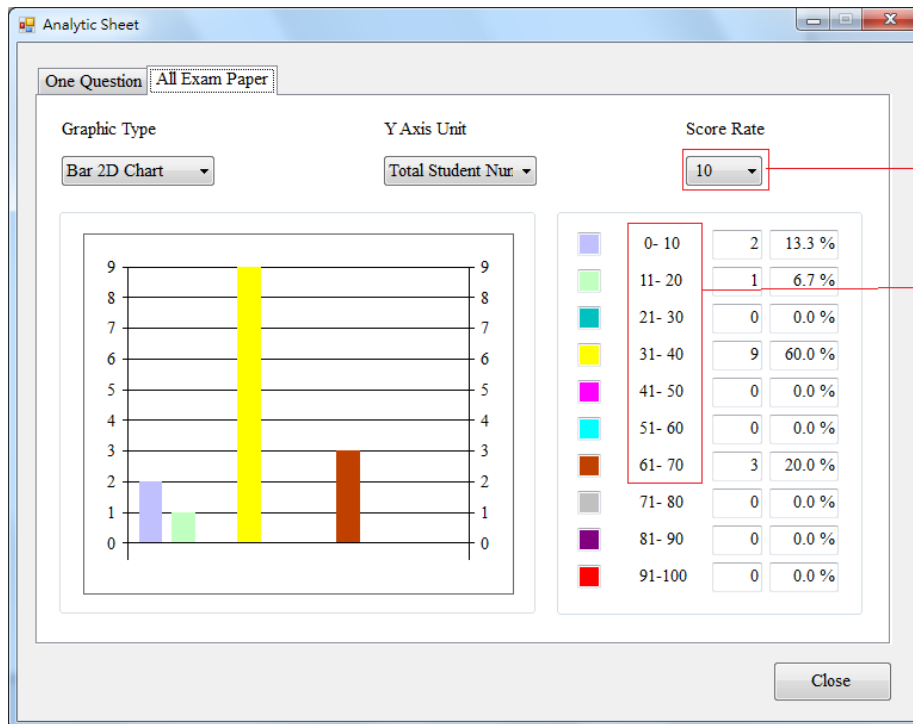 Analytic Sheet
One Question
All Exam Paper
Graphic Type
Y Axis Unit
Score Rate
Bar 2D Chart
Total Student Nur
10
9 9
8 8
7 7
6 6
5 5
4 4
3 3
2 2
1 1
0 0
0- 10 2 13.3 %
11- 20 1 6.7 %
21- 30 0 0.0 %
31- 40 9 60.0 %
41- 50 0 0.0 %
51- 60 0 0.0 %
61- 70 3 20.0 %
71- 80 0 0.0 %
81- 90 0 0.0 %
91-100 0 0.0 %
Close